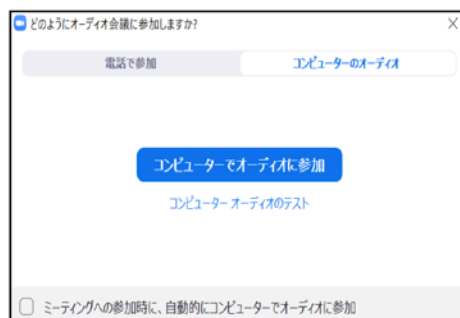 どのようにオーディオ会議に参加しますか?
電話で参加
コンピューターのオーディオ
コンピューターでオーディオに参加
コンピューター オーディオのテスト
ミーティングへの参加時に、自動的にコンピューターでオーディオに参加